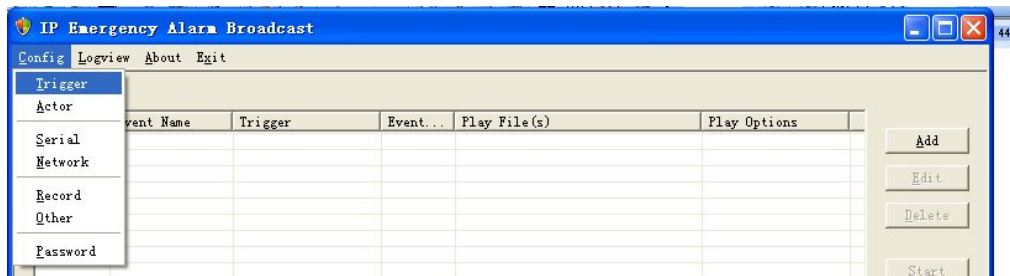 IP Emergency Alarm Broadcast
44
Config Logview About Exit
Trigger
Actor
vent Name Trigger Event... Play File(s) Play Options
Serial
Add
Network
Edit
Record
Other
Delete
Password
Start